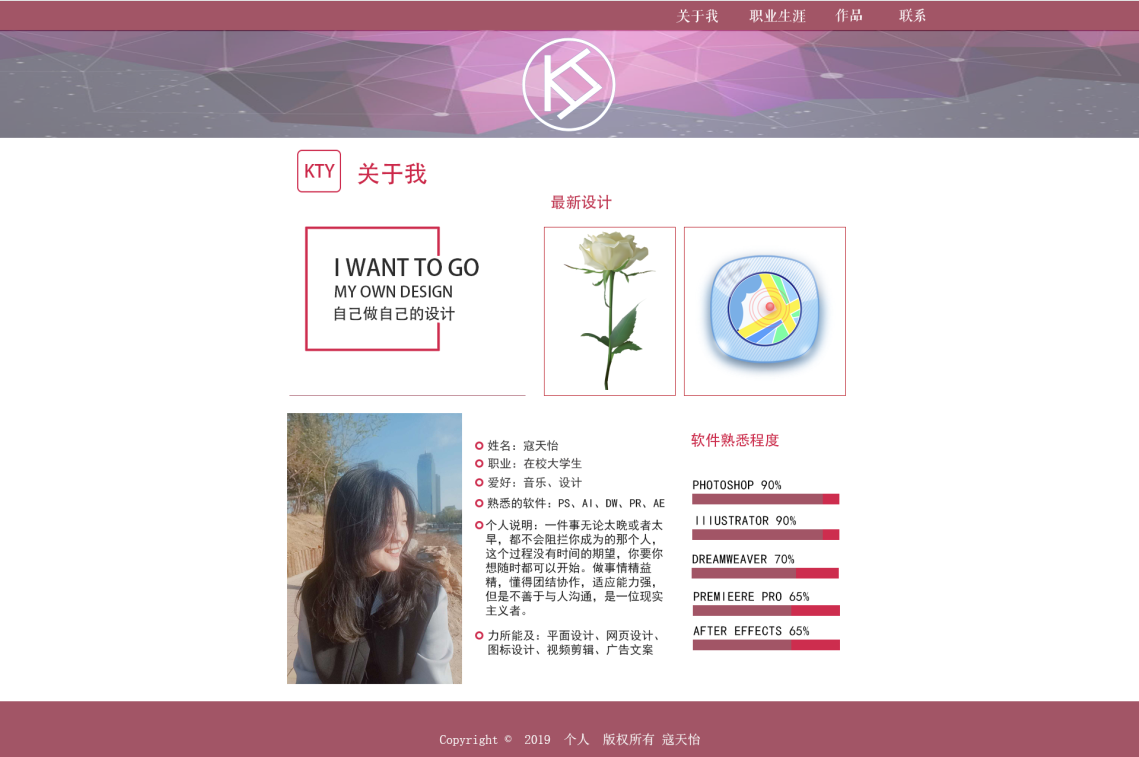 关于我 职业生涯 作品 联系
KTY 关于我
最新设计
I WANT TO GO
MY OWN DESIGN
自己做自己的设计
姓名：寇天怡
职业：在校大学生
爱好：音乐、设计
熟悉的软件：PS、AI、DW、PR、AE
个人说明：一件事无论太晚或者太
早，都不会阻拦你成为的那个人，
这个过程没有时间的期望，你要你
想随时都可以开始。做事情精益
精，懂得团结协作，适应能力强，
但是不善于与人沟通，是一位现实
主义者。
力所能及：平面设计、网页设计、
图标设计、视频剪辑、广告文案
软件熟悉程度
PHOTOSHOP 90%
IIIUSTRATOR 90%
DREAMWEAVER 70%
PREMIEERE PRO 65%
AFTER EFFECTS 65%
Copyright © 2019 个人 版权所有 寇天怡